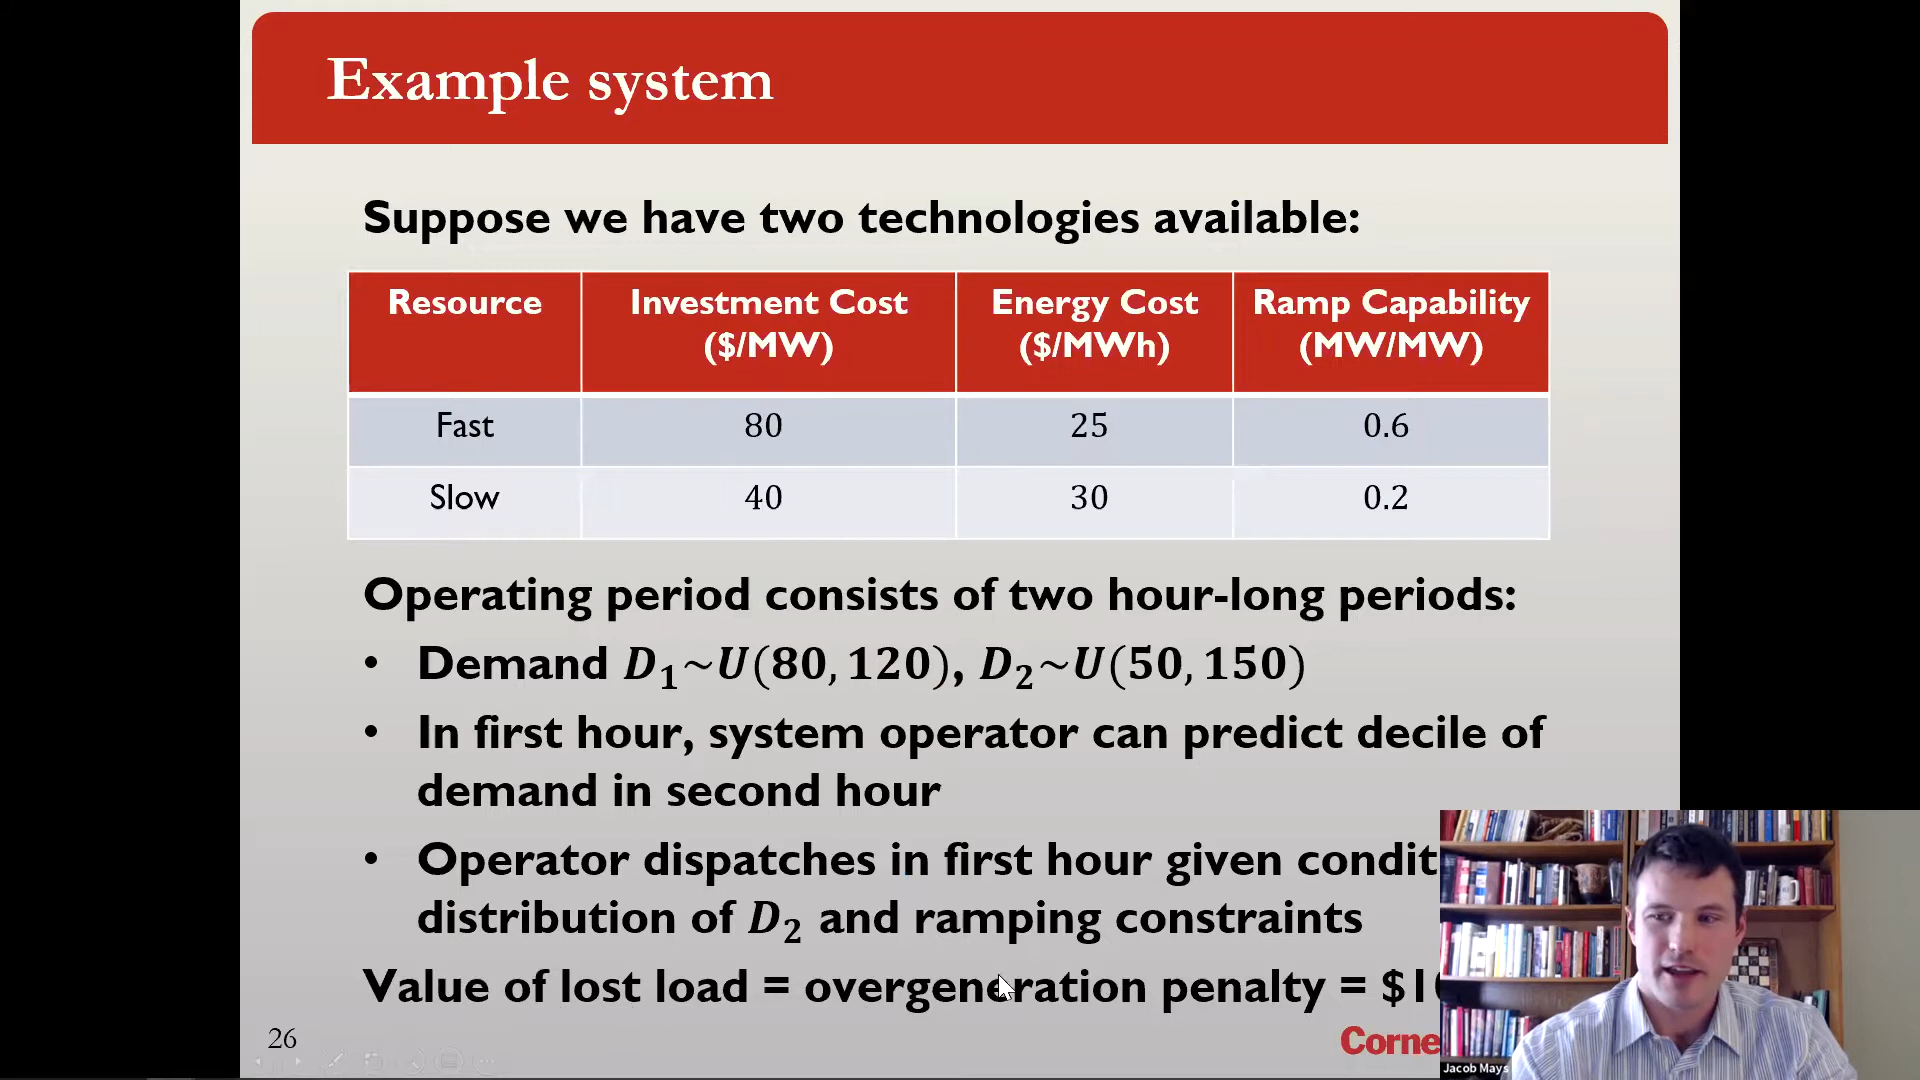 Example system
Suppose we have two technologies available:
Resource Investment Cost ($/MW) Energy Cost ($/MWh) Ramp Capability (MW/MW)
Fast 80 25 0.6
Slow 40 30 0.2
Operating period consists of two hour-long periods:
• Demand D₁~U(80, 120), D₂~U(50, 150)
• In first hour, system operator can predict decile of
demand in second hour
• Operator dispatches in first hour given
distribution of D₂ and ramping constraints
Value of lost load = overgeneration penalty =
26
Jacob Mays